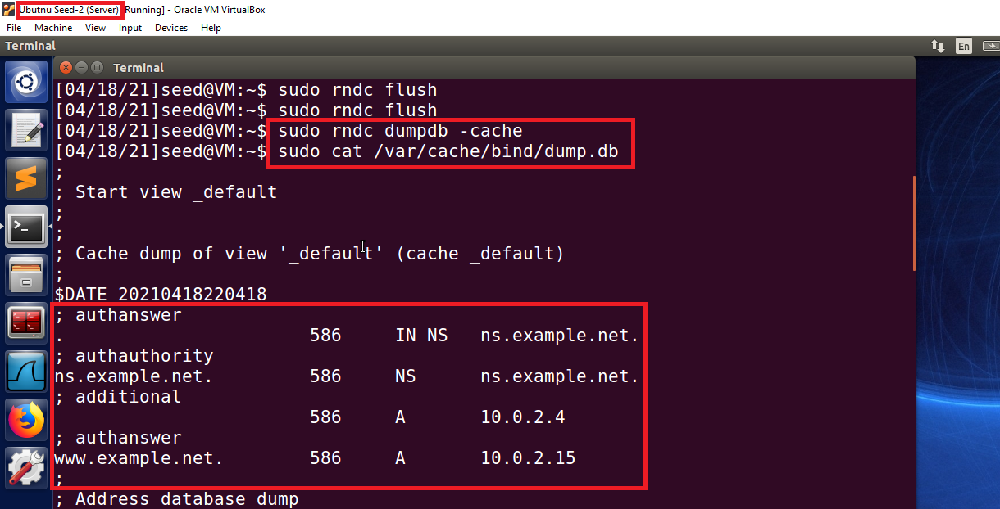 Ubutnu Seed-2 (Server) Running] - Oracle VM VirtualBox
File Machine View Input Devices Help
Terminal En
Terminal
[04/18/21]seed@VM:~$ sudo rndc flush
[04/18/21]seed@VM:~$ sudo rndc flush
[04/18/21]seed@VM:~$ sudo rndc dumpdb -cache
[04/18/21]seed@VM:~$ sudo cat /var/cache/bind/dump.db
;
; Start view _default
;
;
; Cache dump of view '_default' (cache _default)
;
$DATE 20210418220418
; authanswer
. 586 IN NS ns.example.net.
; authauthority
ns.example.net. 586 NS ns.example.net.
; additional
586 A 10.0.2.4
; authanswer
www.example.net. 586 A 10.0.2.15
;
; Address database dump